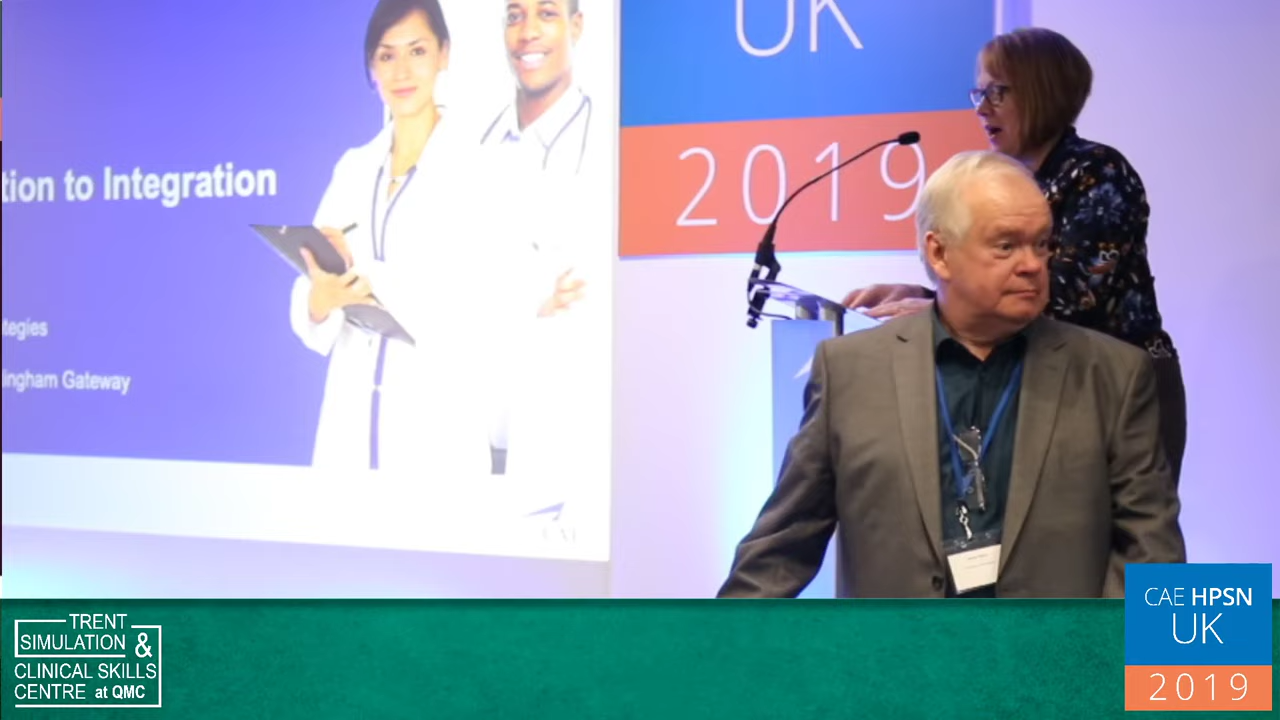 tion to Integration
tegies
ingham Gateway
UK
2019
TRENT
SIMULATION &
CLINICAL SKILLS
CENTRE at QMC
CAE HPSN
UK
2019